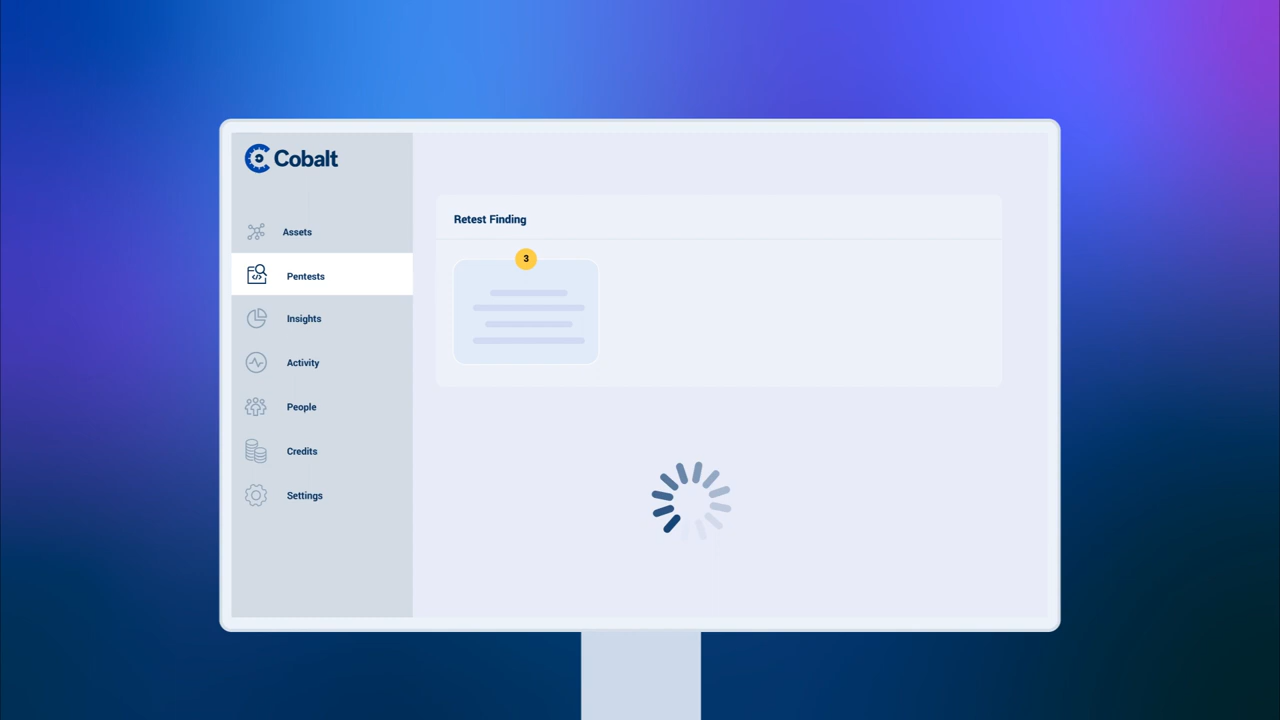 Cobalt
Assets
Pentests
Insights
Activity
People
Credits
Settings
Retest Finding
3